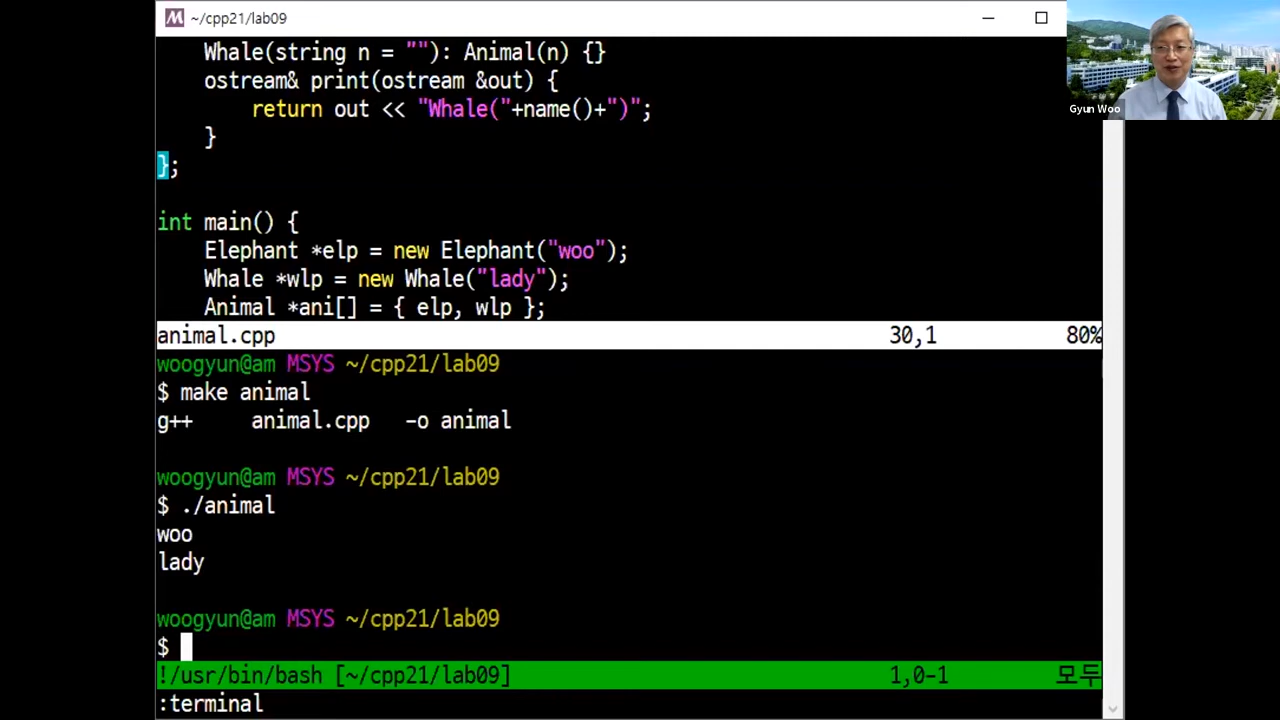 ~/cpp21/lab09
Whale(string n = ""): Animal(n) {}
ostream& print(ostream &out) {
return out << "Whale("+name()+")";
}
};
int main() {
Elephant *elp = new Elephant("woo");
Whale *wlp = new Whale("lady");
Animal *ani[] = { elp, wlp };
animal.cpp 30,1 80%
woogyun@am MSYS ~/cpp21/lab09
$ make animal
g++ animal.cpp -o animal
woogyun@am MSYS ~/cpp21/lab09
$ ./animal
woo
lady
woogyun@am MSYS ~/cpp21/lab09
$
!/usr/bin/bash [~/cpp21/lab09] 1,0-1 모두
:terminal
Gyun Woo